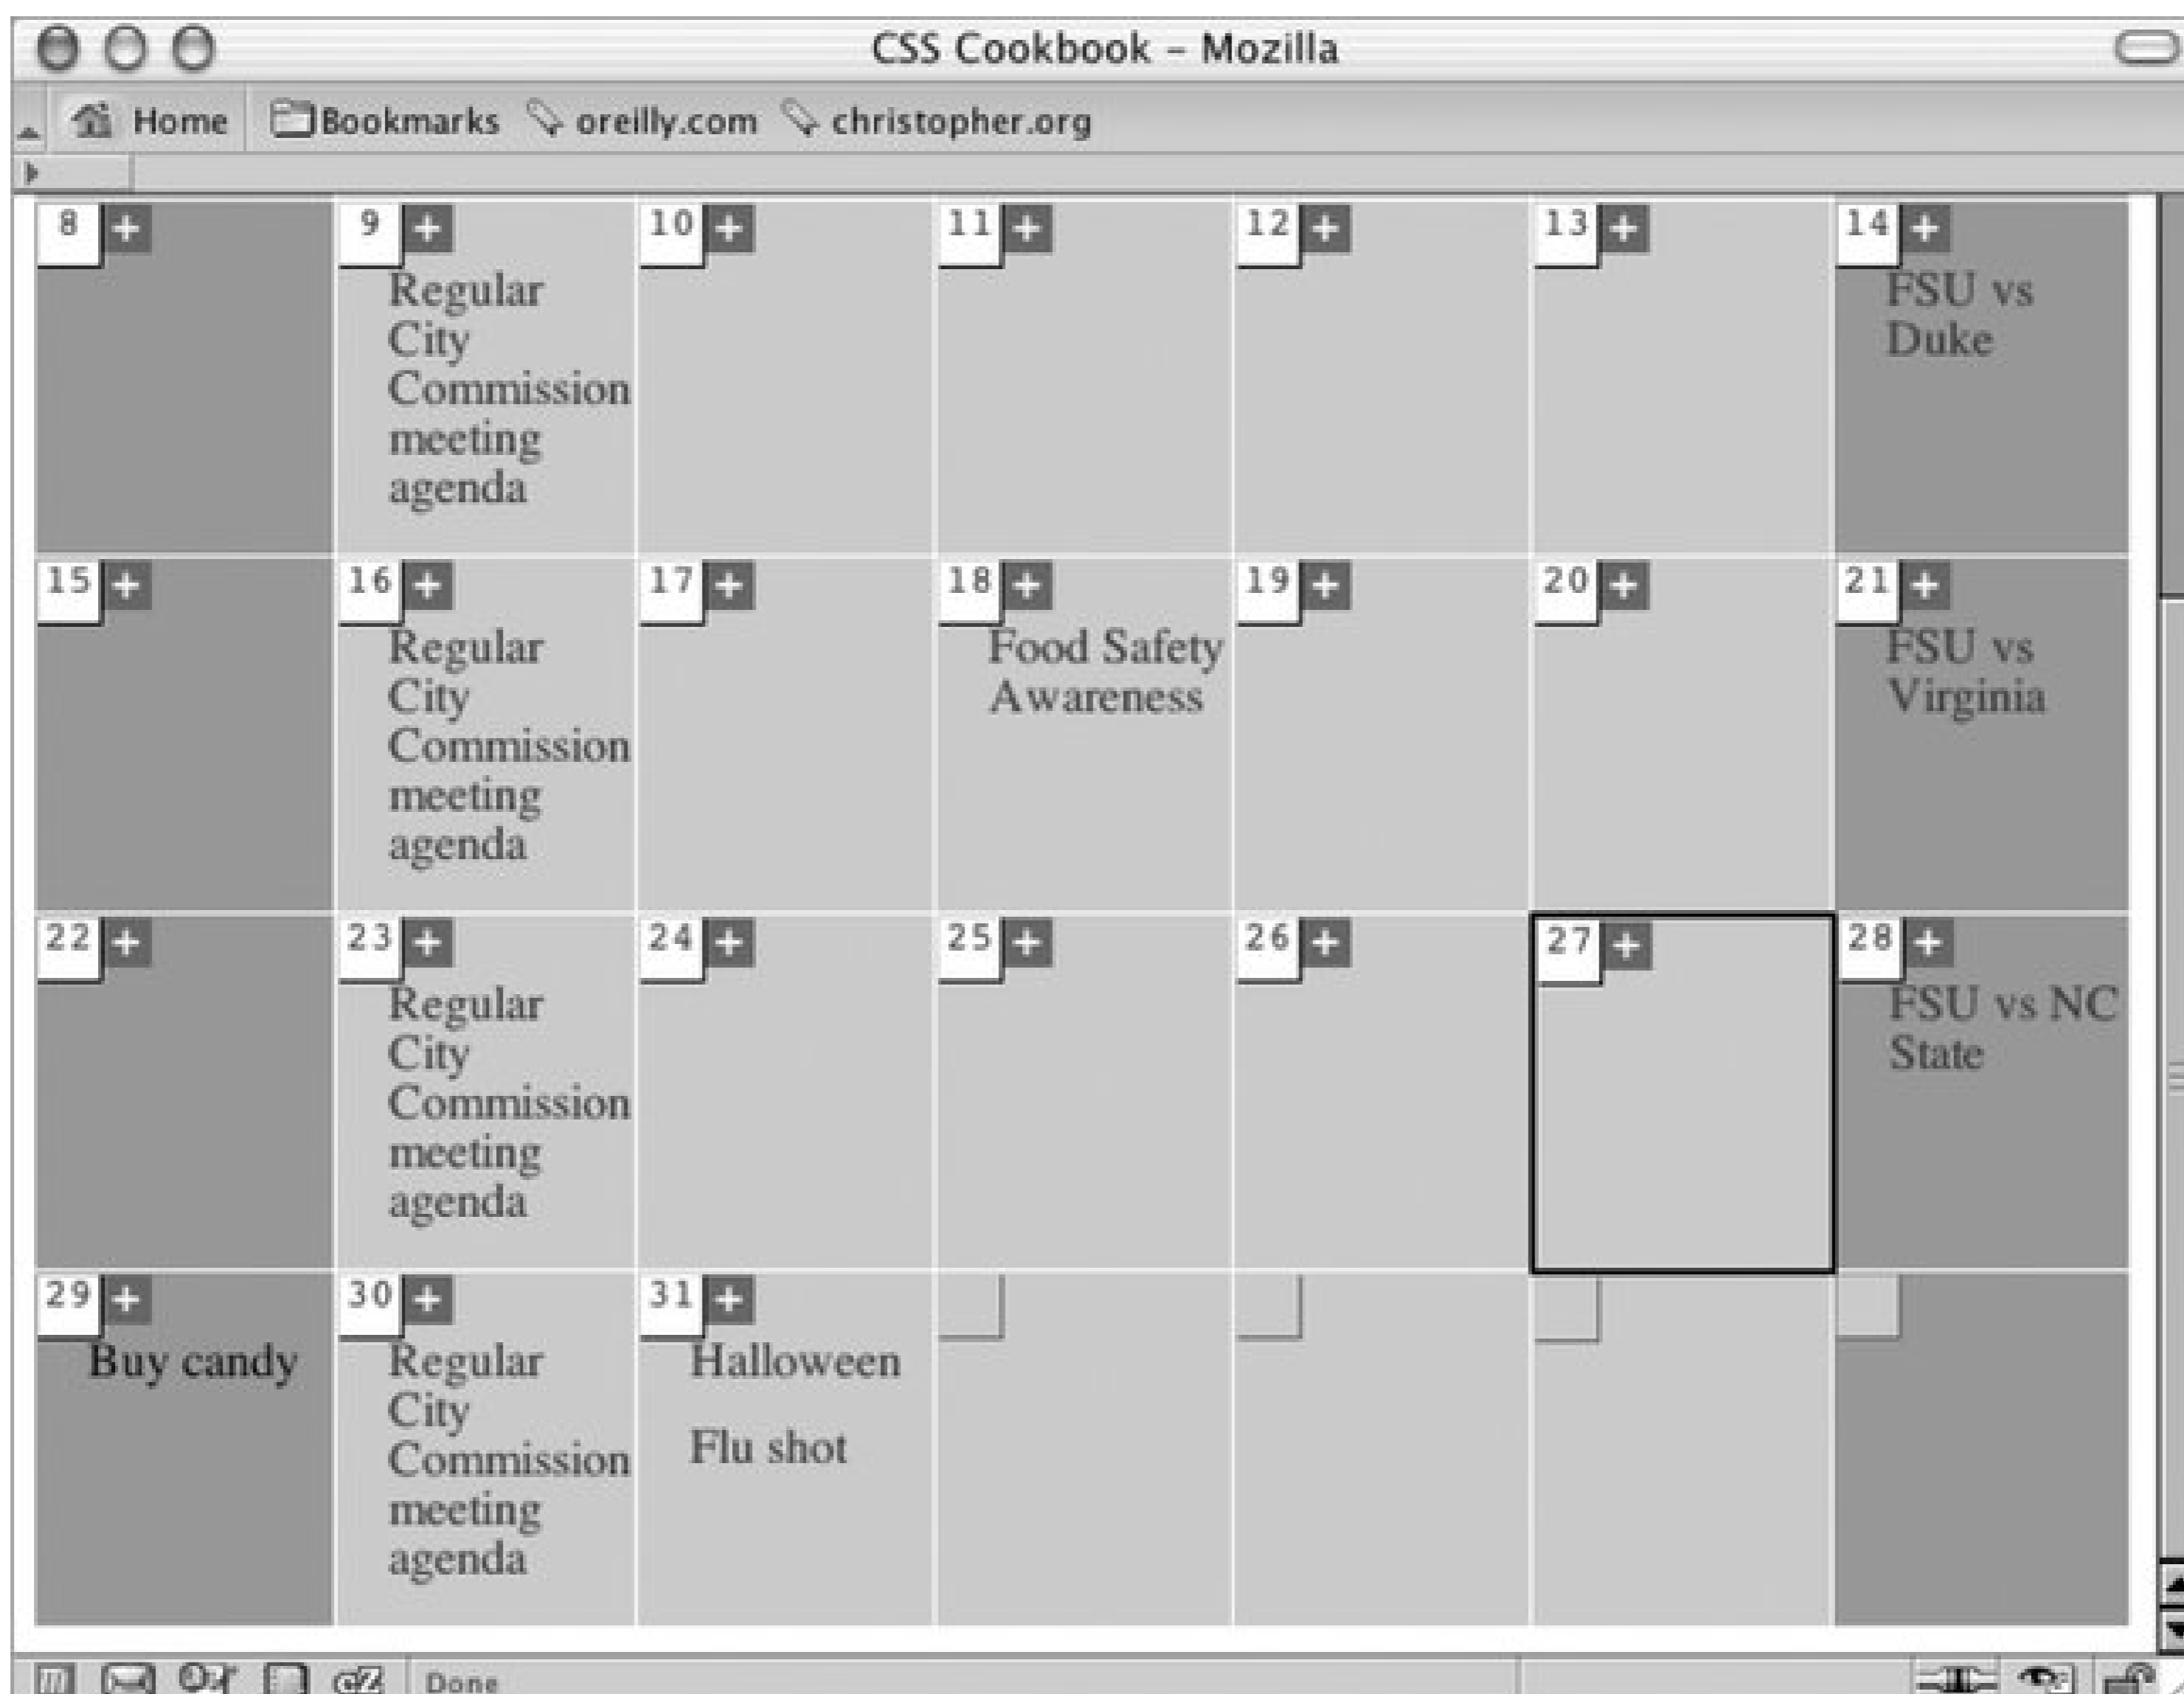 CSS Cookbook – Mozilla
Home Bookmarks oreilly.com christopher.org
8 + 9 + 10 + 11 + 12 + 13 + 14 +
Regular
City
Commission
meeting
agenda
FSU vs
Duke
15 + 16 + 17 + 18 + 19 + 20 + 21 +
Regular
City
Commission
meeting
agenda
Food Safety
Awareness
FSU vs
Virginia
22 + 23 + 24 + 25 + 26 + 27 + 28 +
Regular
City
Commission
meeting
agenda
FSU vs NC
State
29 + 30 + 31 +
Buy candy
Regular
City
Commission
meeting
agenda
Halloween
Flu shot
Done